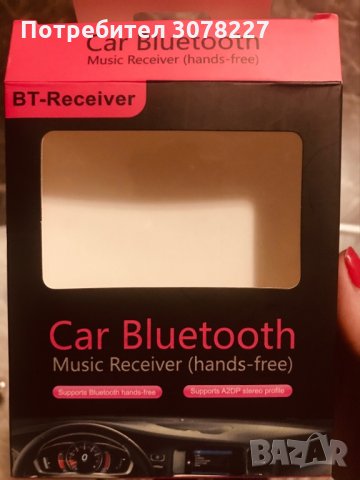 Потребител 3078227
Car Bluetooth
Music Receiver (hands-free)
BT-Receiver
Car Bluetooth
Music Receiver (hands-free)
Supports Bluetooth hands-free
Supports A2DP stereo profile
BAZAR